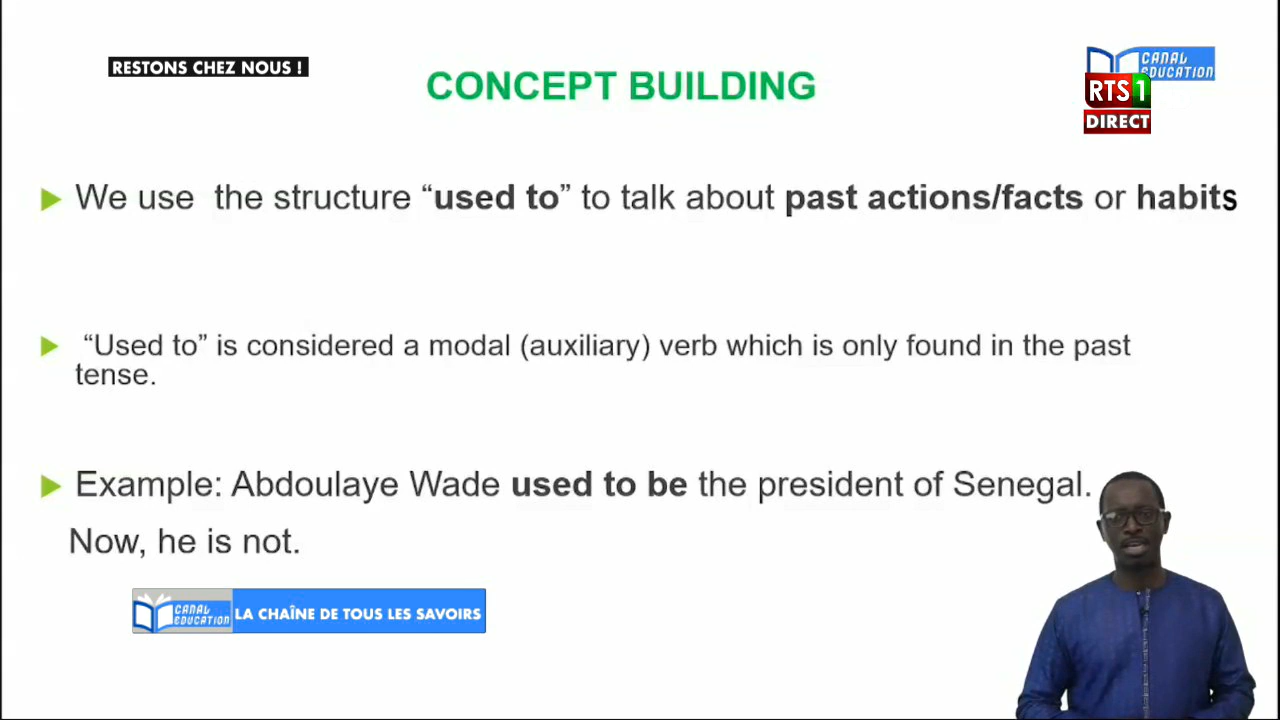 RESTONS CHEZ NOUS !
CANAL
EDUCATION
RTS 1
DIRECT
CONCEPT BUILDING
We use the structure “used to” to talk about past actions/facts or habits
“Used to” is considered a modal (auxiliary) verb which is only found in the past
tense.
Example: Abdoulaye Wade used to be the president of Senegal.
Now, he is not.
CANAL
EDUCATION
LA CHAÎNE DE TOUS LES SAVOIRS